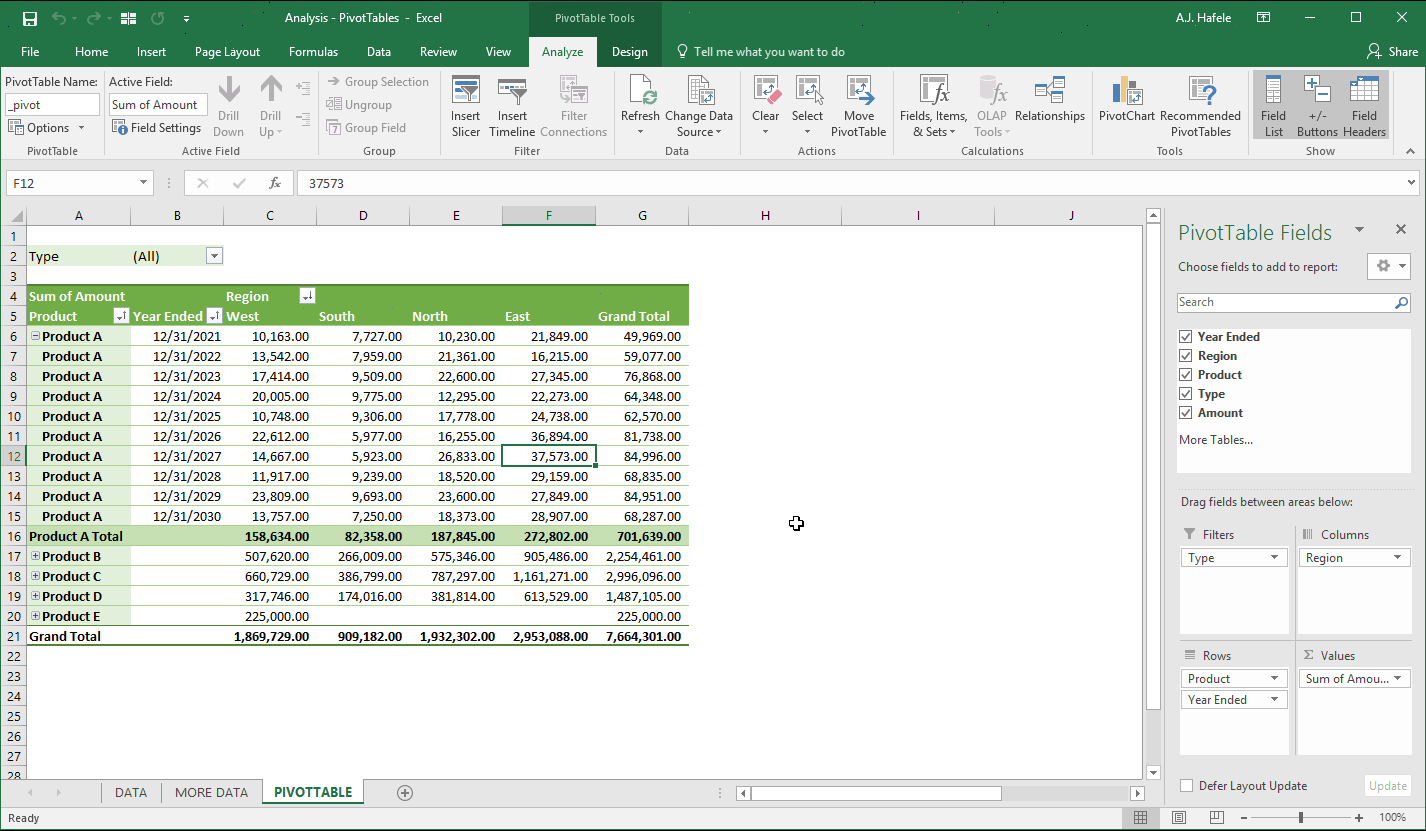 Analysis - PivotTables - Excel
PivotTable Tools
A.J. Hafele
File Home Insert Page Layout Formulas Data Review View Analyze Design Tell me what you want to do Share
PivotTable Name:
_pivot
Options
PivotTable
Active Field:
Sum of Amount
Field Settings
Drill Down
Drill Up
Active Field
Group Selection
Ungroup
Group Field
Group
Insert Slicer
Insert Timeline
Filter Connections
Filter
Refresh
Change Data Source
Data
Clear
Select
Move PivotTable
Actions
Fields, Items, & Sets
OLAP Tools
Relationships
Calculations
PivotChart
Recommended PivotTables
Tools
Field List
+/- Buttons
Field Headers
Show
F12 fx 37573
A B C D E F G H I J
1
2 Type (All)
3
4 Sum of Amount Region
5 Product Year Ended West South North East Grand Total
6 Product A 12/31/2021 10,163.00 7,727.00 10,230.00 21,849.00 49,969.00
7 Product A 12/31/2022 13,542.00 7,959.00 21,361.00 16,215.00 59,077.00
8 Product A 12/31/2023 17,414.00 9,509.00 22,600.00 27,345.00 76,868.00
9 Product A 12/31/2024 20,005.00 9,775.00 12,295.00 22,273.00 64,348.00
10 Product A 12/31/2025 10,748.00 9,306.00 17,778.00 24,738.00 62,570.00
11 Product A 12/31/2026 22,612.00 5,977.00 16,255.00 36,894.00 81,738.00
12 Product A 12/31/2027 14,667.00 5,923.00 26,833.00 37,573.00 84,996.00
13 Product A 12/31/2028 11,917.00 9,239.00 18,520.00 29,159.00 68,835.00
14 Product A 12/31/2029 23,809.00 9,693.00 23,600.00 27,849.00 84,951.00
15 Product A 12/31/2030 13,757.00 7,250.00 18,373.00 28,907.00 68,287.00
16 Product A Total 158,634.00 82,358.00 187,845.00 272,802.00 701,639.00
17 Product B 507,620.00 266,009.00 575,346.00 905,486.00 2,254,461.00
18 Product C 660,729.00 386,799.00 787,297.00 1,161,271.00 2,996,096.00
19 Product D 317,746.00 174,016.00 381,814.00 613,529.00 1,487,105.00
20 Product E 225,000.00 225,000.00
21 Grand Total 1,869,729.00 909,182.00 1,932,302.00 2,953,088.00 7,664,301.00
22
23
24
25
26
27
28
PivotTable Fields
Choose fields to add to report:
Search
Year Ended
Region
Product
Type
Amount
More Tables...
Drag fields between areas below:
Filters
Type
Columns
Region
Rows
Product
Year Ended
Σ Values
Sum of Amou...
Defer Layout Update Update
DATA MORE DATA PIVOTTABLE
Ready 100%